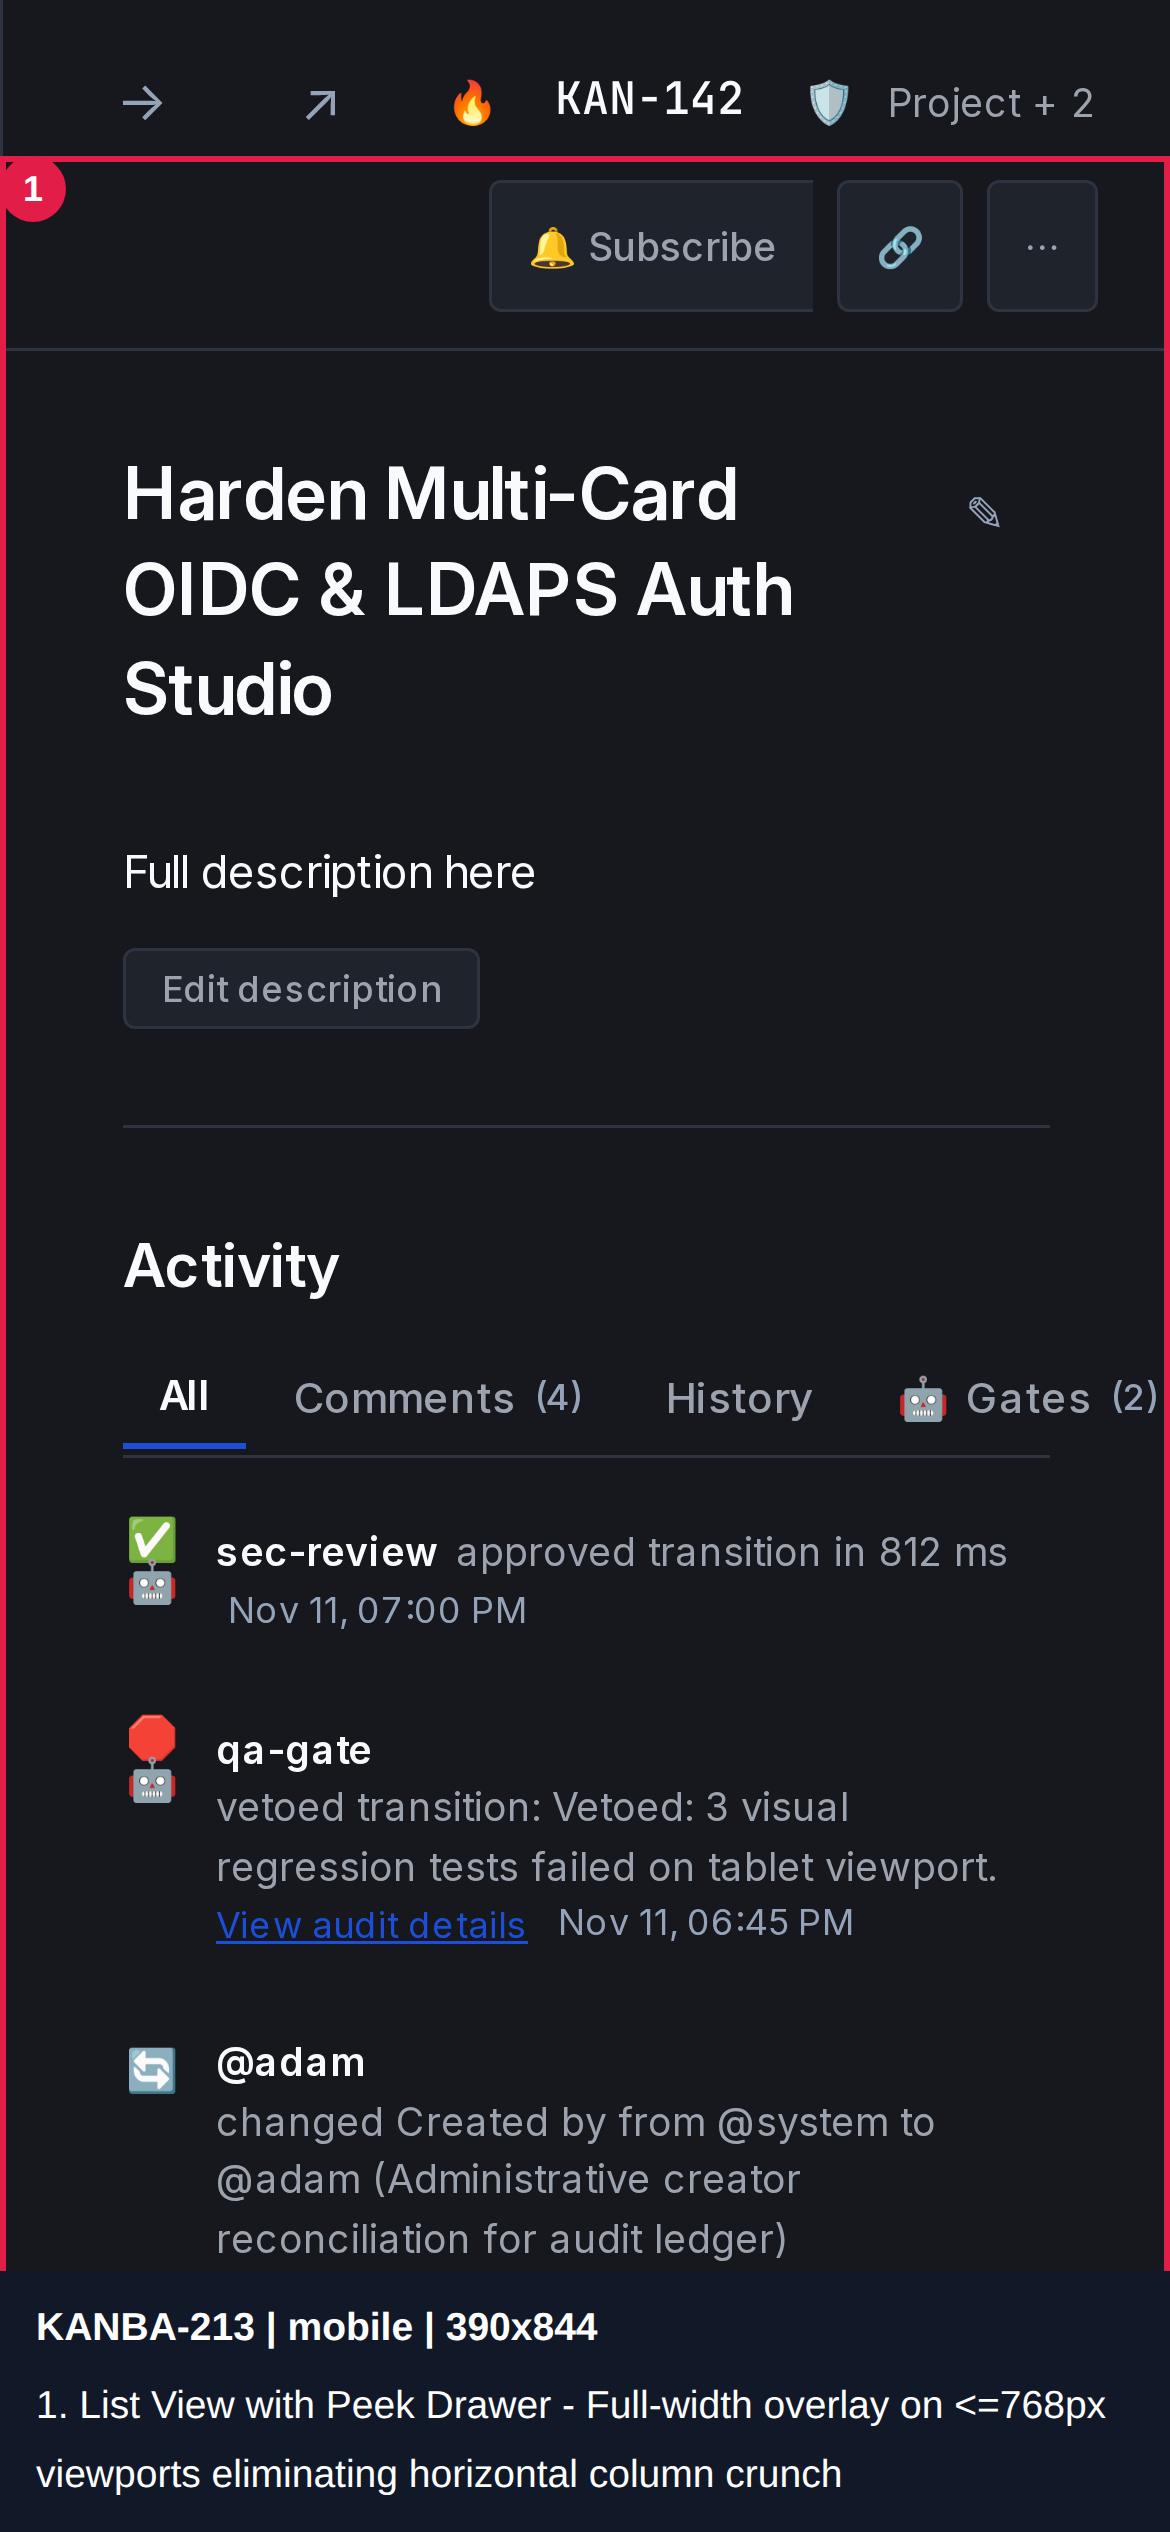 → ↗ 🔥 KAN-142 🛡️ Project + 2
1
🔔 Subscribe 🔗 ···
Harden Multi-Card
OIDC & LDAPS Auth
Studio
✎
Full description here
Edit description
Activity
All Comments (4) History 🤖 Gates (2)
✅🤖 sec-review approved transition in 812 ms
Nov 11, 07:00 PM
🛑🤖 qa-gate
vetoed transition: Vetoed: 3 visual
regression tests failed on tablet viewport.
View audit details Nov 11, 06:45 PM
🔄 @adam
changed Created by from @system to
@adam (Administrative creator
reconciliation for audit ledger)
KANBA-213 | mobile | 390x844
1. List View with Peek Drawer - Full-width overlay on <=768px
viewports eliminating horizontal column crunch